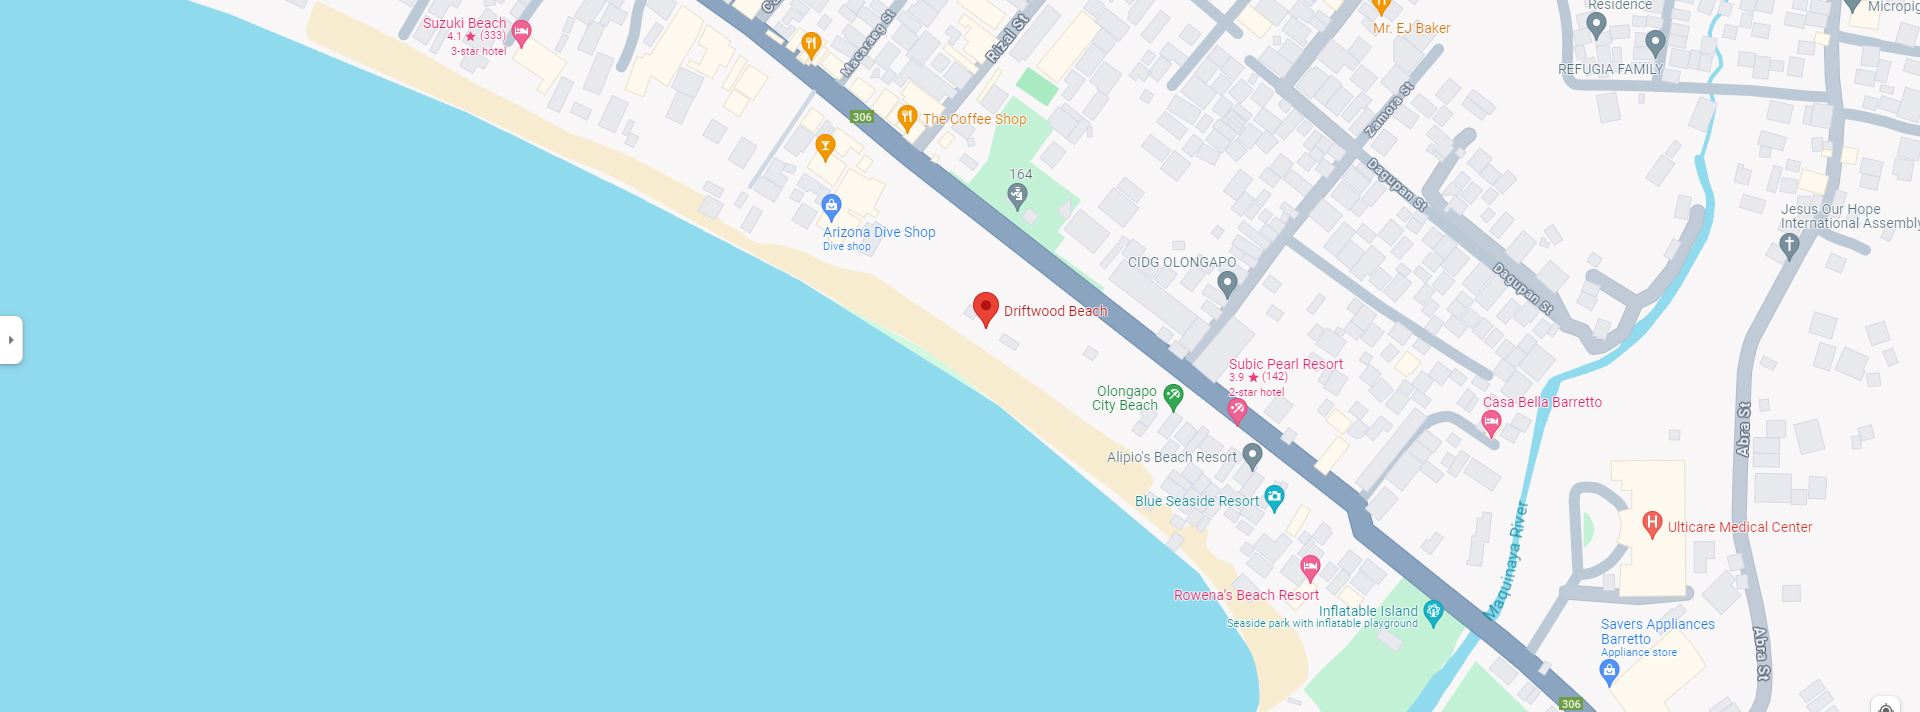 Suzuki Beach
4.1 ★ (333)
3-star hotel
Macaraeg St
Rizal St
Mr. EJ Baker
Residence
REFUGIA FAMILY
306
The Coffee Shop
Zamora St
164
Dagupan St
Arizona Dive Shop
Dive shop
Jesus Our Hope
International Assembly
CIDG OLONGAPO
Dagupan St
Driftwood Beach
Subic Pearl Resort
3.9 ★ (142)
2-star hotel
Olongapo
City Beach
Casa Bella Barretto
Abra St
Alipio's Beach Resort
Blue Seaside Resort
Maquinaya River
Ulticare Medical Center
Rowena's Beach Resort
Inflatable Island
Seaside park with inflatable playground
Savers Appliances
Barretto
Appliance store
Abra St
306